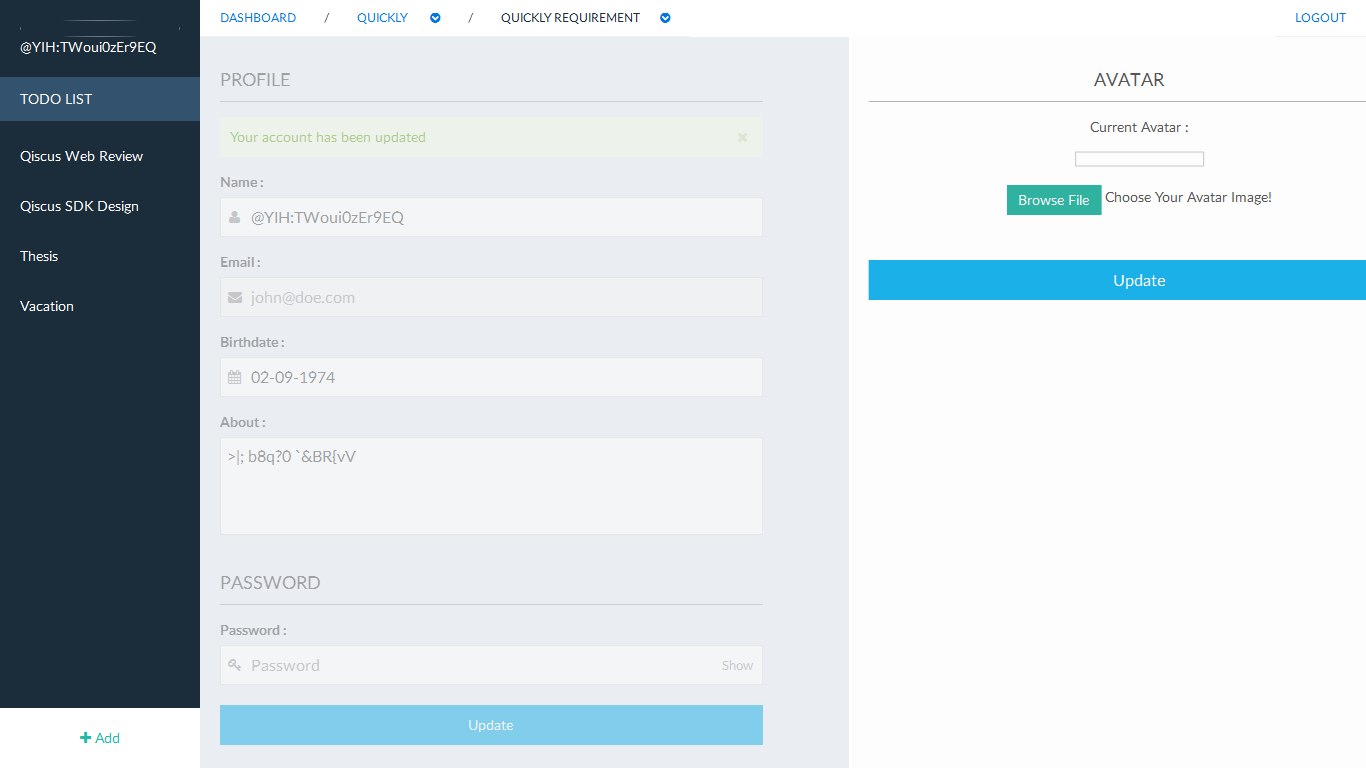 @YIH:TWoui0zEr9EQ
TODO LIST
Qiscus Web Review
Qiscus SDK Design
Thesis
Vacation
+ Add
DASHBOARD / QUICKLY / QUICKLY REQUIREMENT LOGOUT
PROFILE
Your account has been updated ×
Name :
@YIH:TWoui0zEr9EQ
Email :
john@doe.com
Birthdate :
02-09-1974
About :
>|; b8q?0 `&BR{vV
PASSWORD
Password :
Password Show
Update
AVATAR
Current Avatar :
Browse File Choose Your Avatar Image!
Update